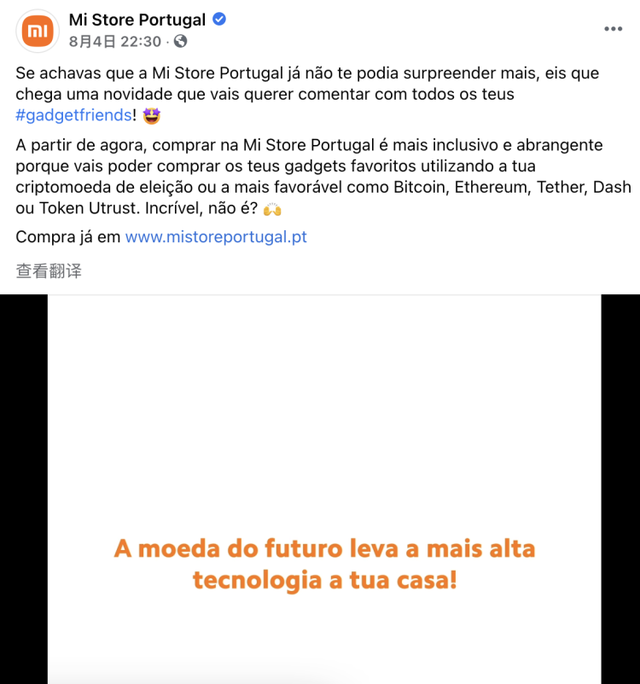 mi
Mi Store Portugal
8月4日 22:30 ·
Se achavas que a Mi Store Portugal já não te podia surpreender mais, eis que
chega uma novidade que vais querer comentar com todos os teus
#gadgetfriends! 🤩
A partir de agora, comprar na Mi Store Portugal é mais inclusivo e abrangente
porque vais poder comprar os teus gadgets favoritos utilizando a tua
criptomoeda de eleição ou a mais favorável como Bitcoin, Ethereum, Tether, Dash
ou Token Utrust. Incrível, não é? 🙌
Compra já em www.mistoreportugal.pt
查看翻译
A moeda do futuro leva a mais alta
tecnologia a tua casa!